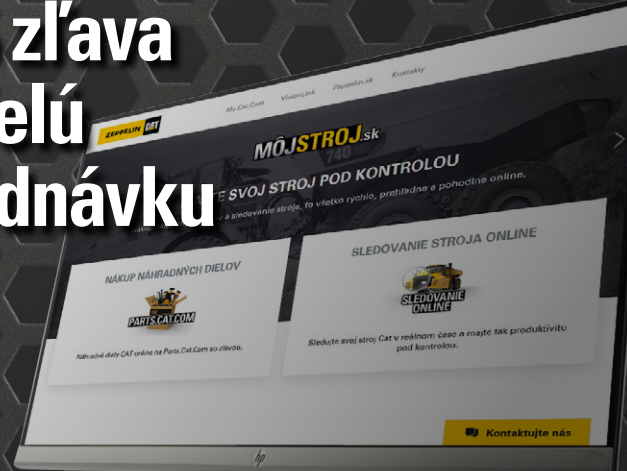 zľava
elú
dnávku
My.Cat.Com VisionLink Zeppelin.sk Kontakty
ZEPPELIN CAT
MÔJSTROJ.sk
740
E SVOJ STROJ POD KONTROLOU
a sledovanie stroja, to všetko rýchlo, prehľadne a pohodlne online.
NÁKUP NÁHRADNÝCH DIELOV
PARTS.CAT.COM
Náhradné diely CAT online na Parts.Cat.Com so zľavou.
SLEDOVANIE STROJA ONLINE
SLEDOVANIE
ONLINE
Sledujte svoj stroj Cat v reálnom čase a majte tak produktivitu
pod kontrolou.
Kontaktujte nás
hp